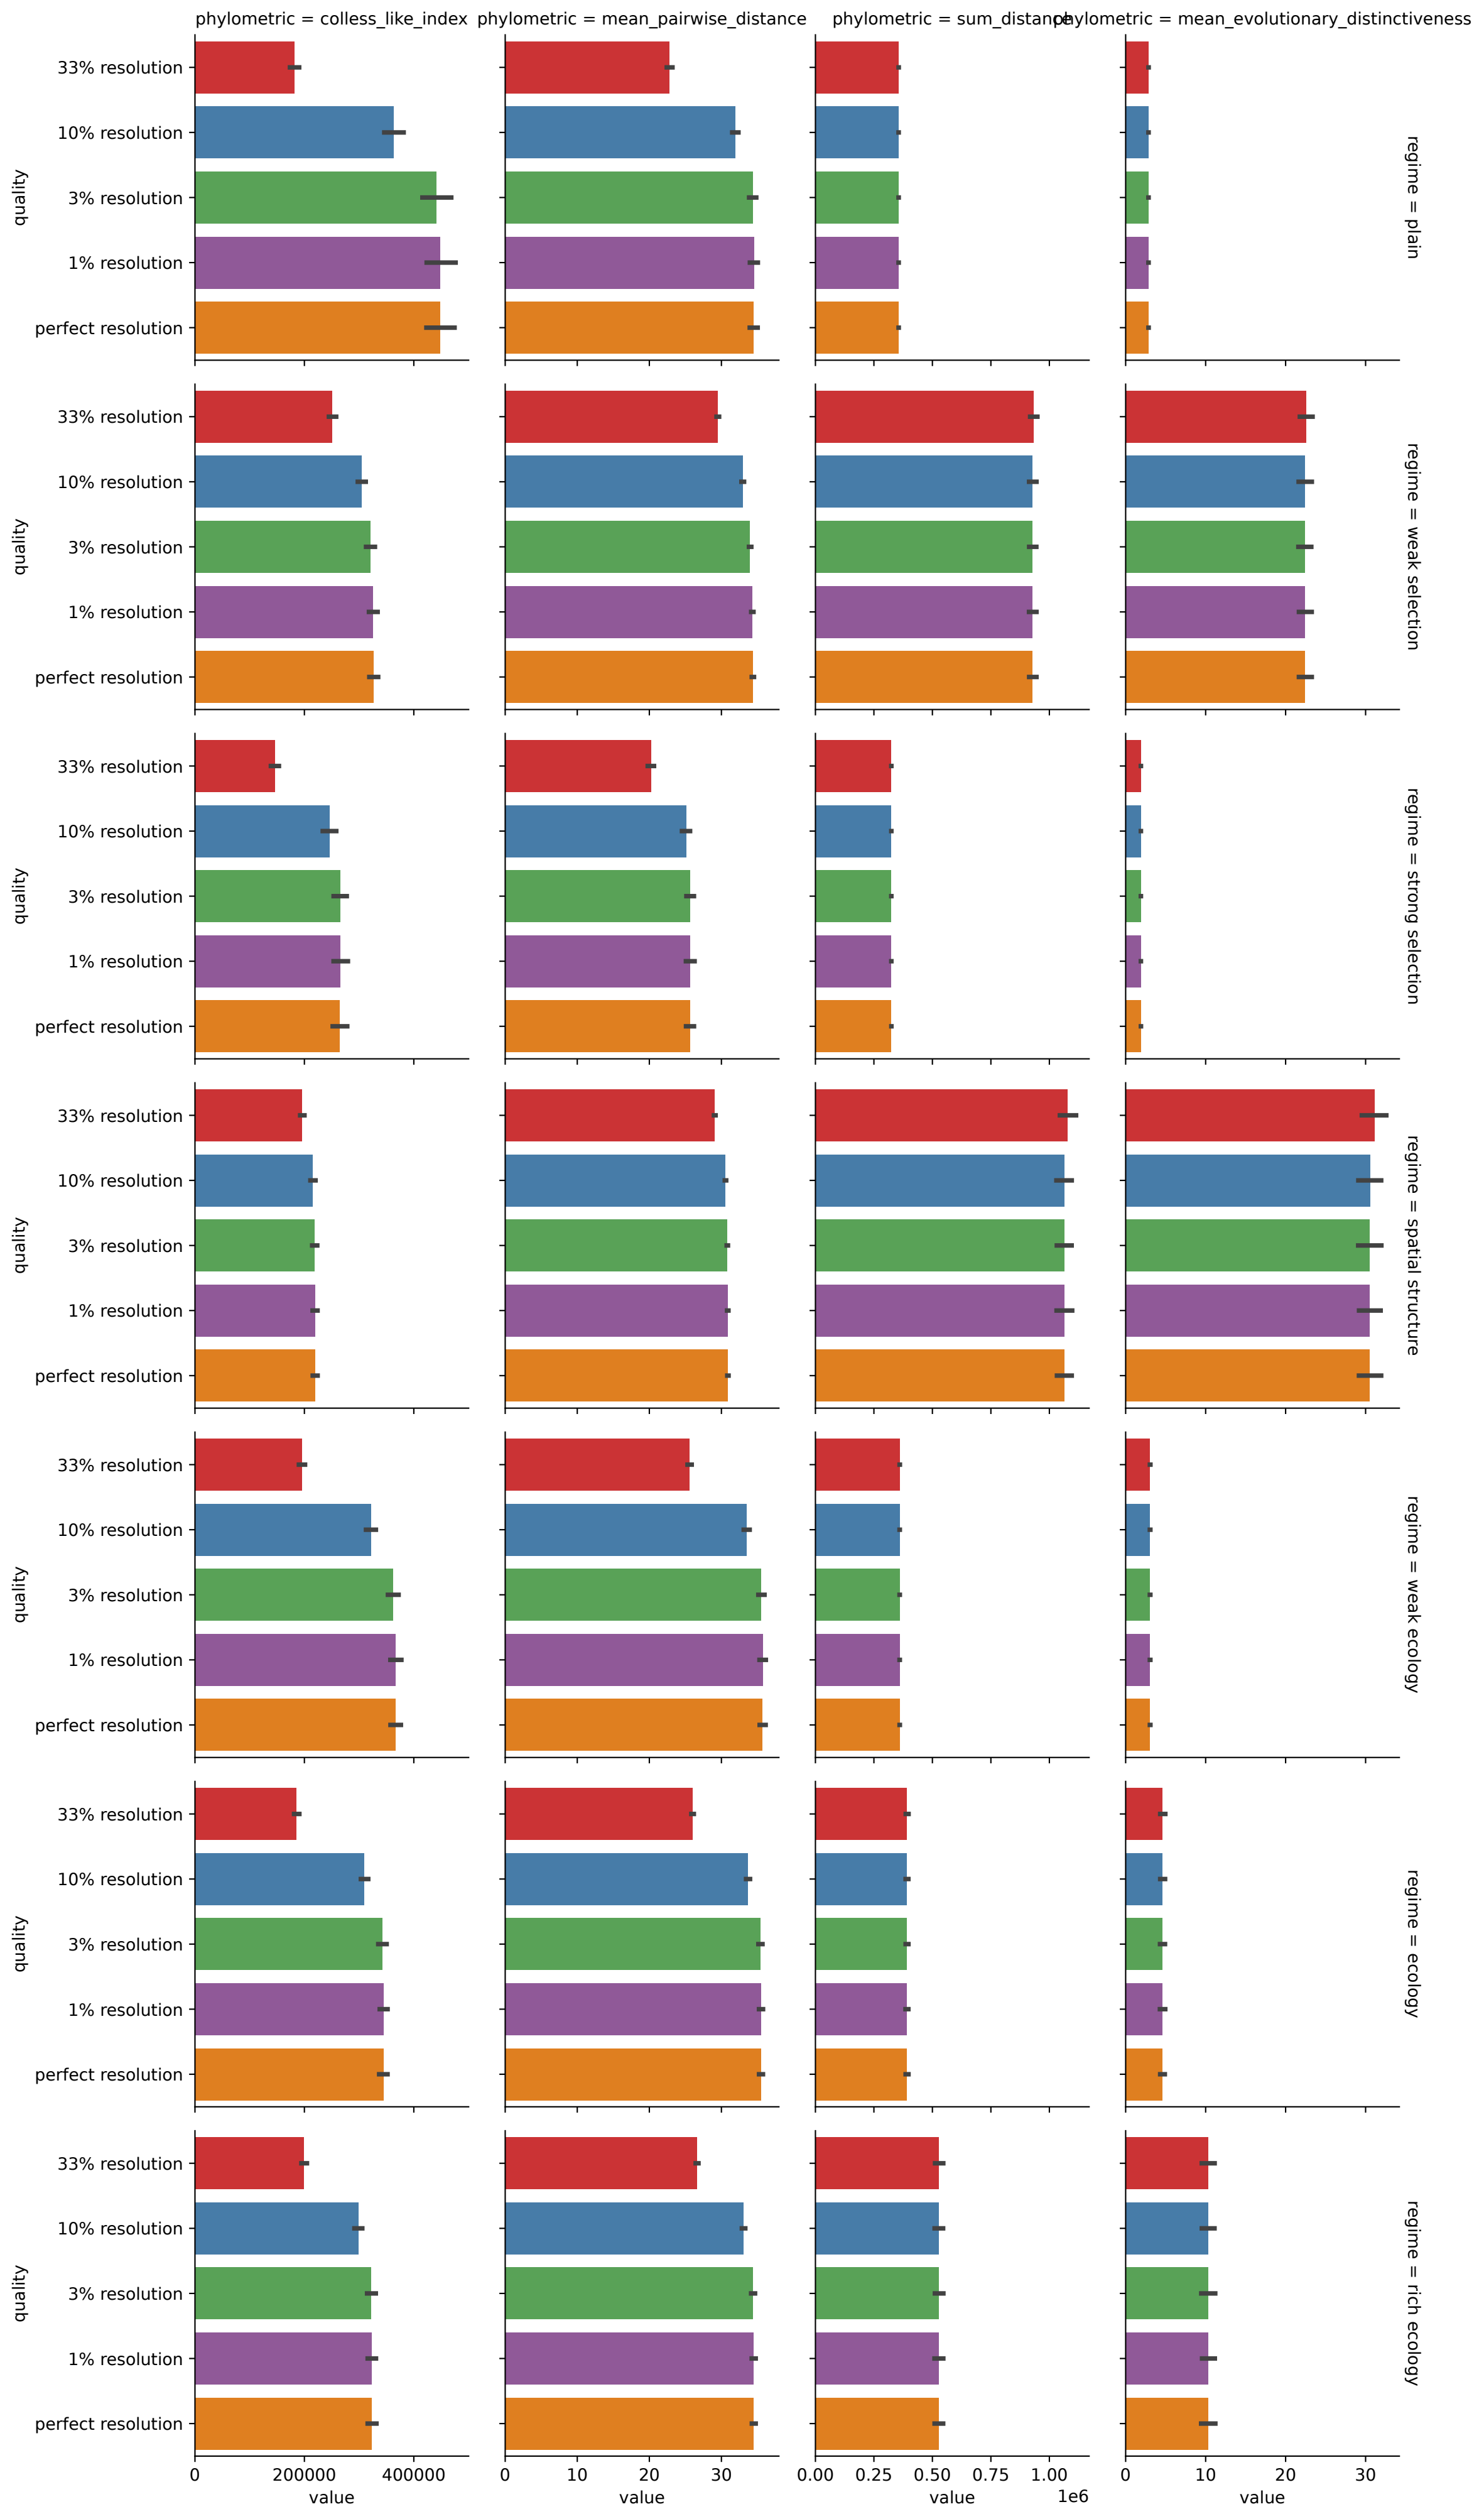 phylometric = colless_like_index
phylometric = mean_pairwise_distance
phylometric = sum_distance
phylometric = mean_evolutionary_distinctiveness
33% resolution
10% resolution
3% resolution
1% resolution
perfect resolution
quality
regime = plain
33% resolution
10% resolution
3% resolution
1% resolution
perfect resolution
quality
regime = weak selection
33% resolution
10% resolution
3% resolution
1% resolution
perfect resolution
quality
regime = strong selection
33% resolution
10% resolution
3% resolution
1% resolution
perfect resolution
quality
regime = spatial structure
33% resolution
10% resolution
3% resolution
1% resolution
perfect resolution
quality
regime = weak ecology
33% resolution
10% resolution
3% resolution
1% resolution
perfect resolution
quality
regime = ecology
33% resolution
10% resolution
3% resolution
1% resolution
perfect resolution
quality
regime = rich ecology
0 200000 400000
value
0 10 20 30
value
0.00 0.25 0.50 0.75 1.00
1e6
value
0 10 20 30
value